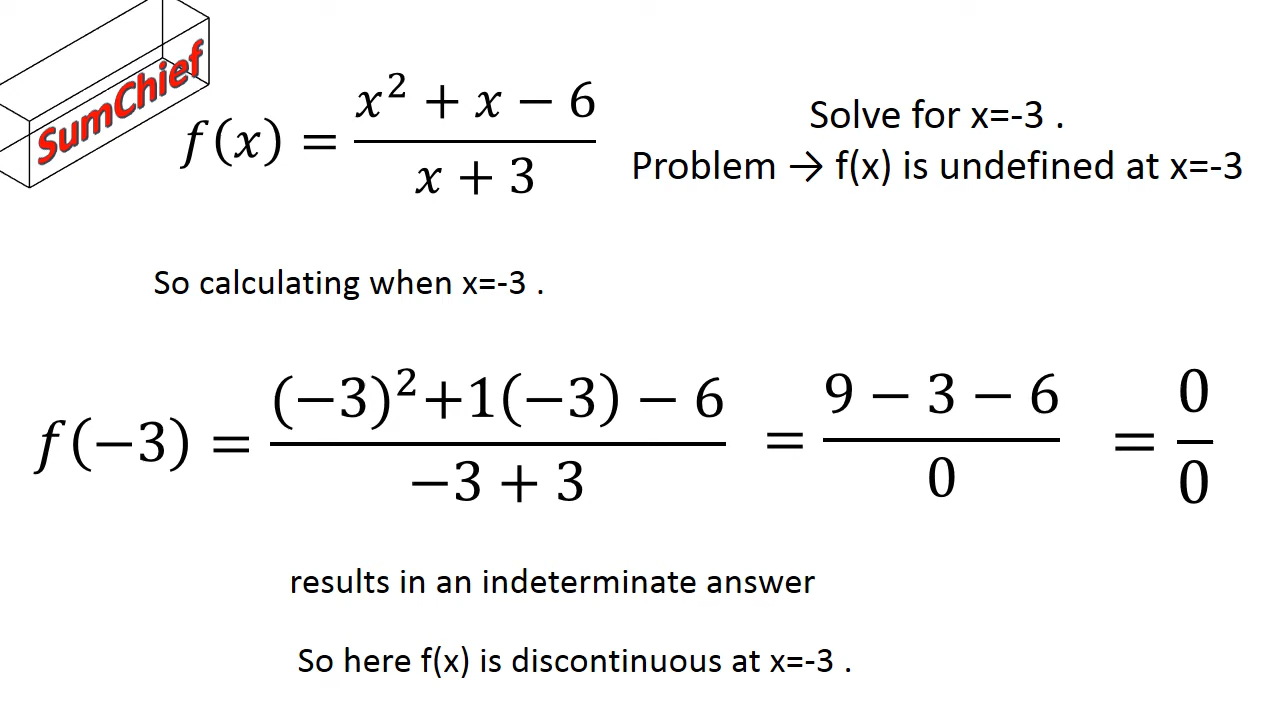 SumChief
f(x) = (x² + x − 6)/(x + 3)
Solve for x=-3 .
Problem → f(x) is undefined at x=-3
So calculating when x=-3 .
f(−3) = ((−3)²+1(−3) − 6)/(−3 + 3) = (9 − 3 − 6)/0 = 0/0
results in an indeterminate answer
So here f(x) is discontinuous at x=-3 .